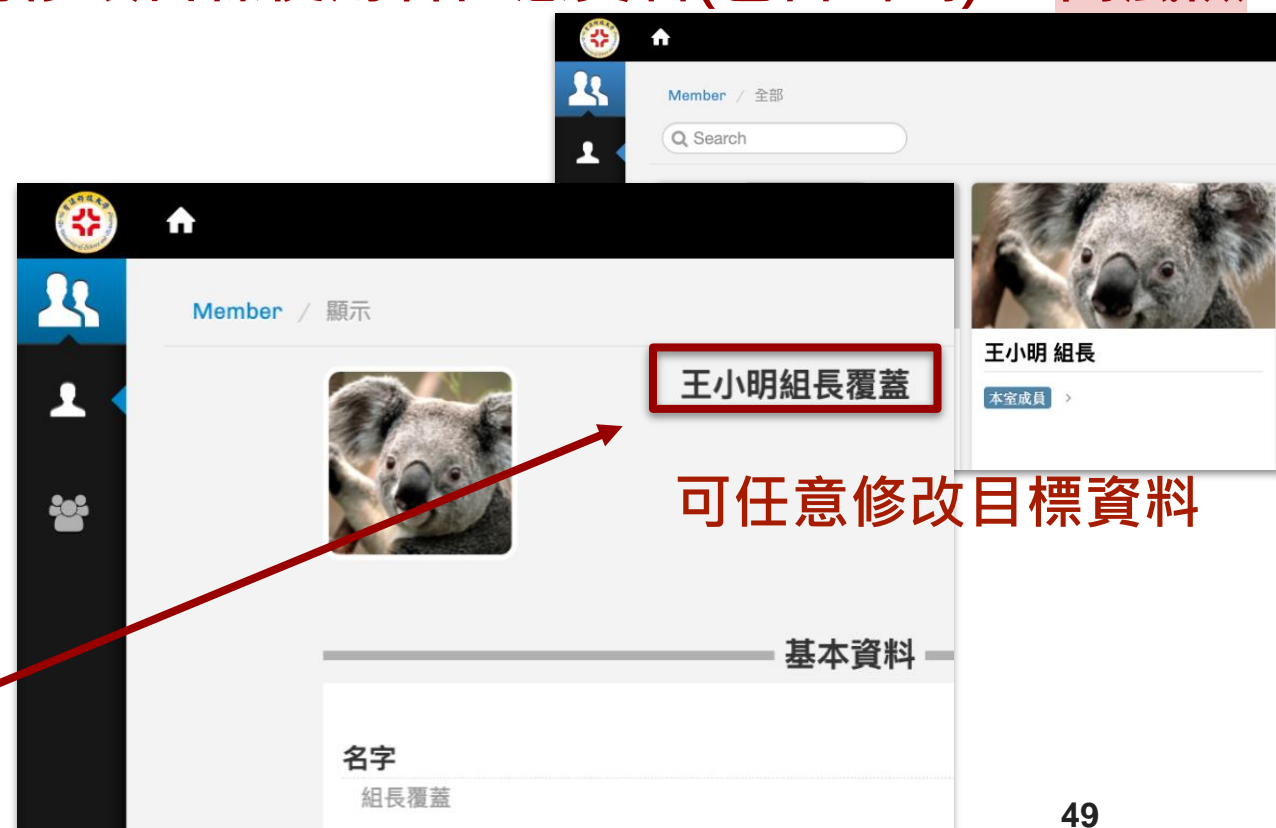 Member / 全部
Search
王小明 組長
本室成員 >
Member / 顯示
王小明組長覆蓋
可任意修改目標資料
基本資料
名字
組長覆蓋
49